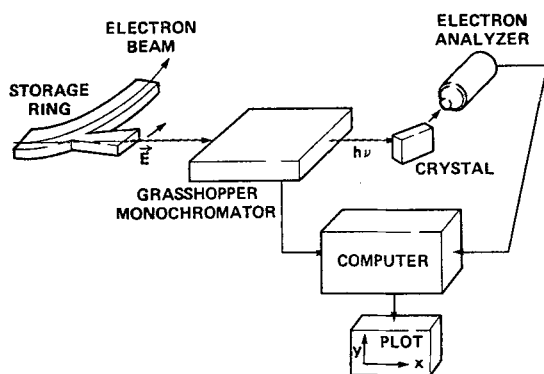 ELECTRON
BEAM
STORAGE
RING
E
GRASSHOPPER
MONOCHROMATOR
hν
CRYSTAL
ELECTRON
ANALYZER
COMPUTER
PLOT
y
x